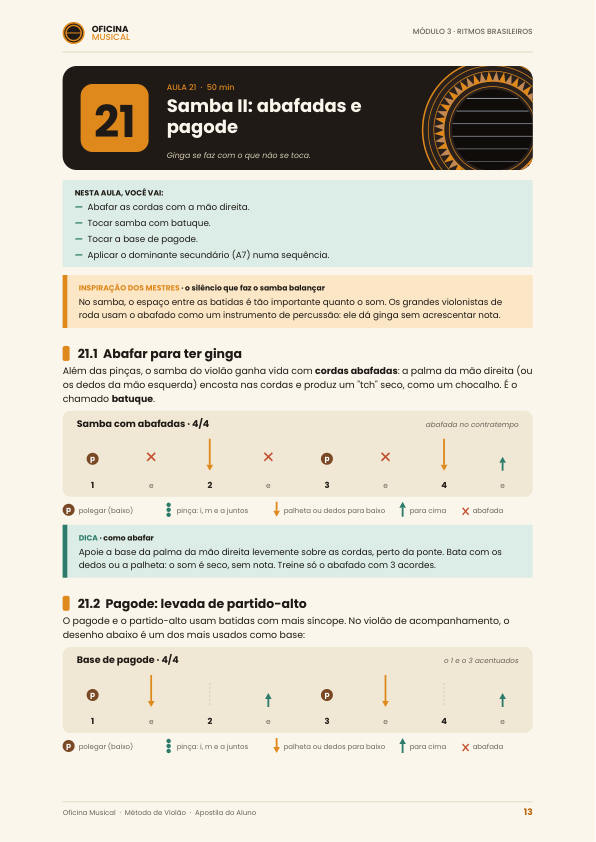 OFICINA
MUSICAL
MÓDULO 3 · RITMOS BRASILEIROS
21
AULA 21 · 50 min
Samba II: abafadas e
pagode
Ginga se faz com o que não se toca.
NESTA AULA, VOCÊ VAI:
— Abafar as cordas com a mão direita.
— Tocar samba com batuque.
— Tocar a base de pagode.
— Aplicar o dominante secundário (A7) numa sequência.
INSPIRAÇÃO DOS MESTRES · o silêncio que faz o samba balançar
No samba, o espaço entre as batidas é tão importante quanto o som. Os grandes violonistas de
roda usam o abafado como um instrumento de percussão: ele dá ginga sem acrescentar nota.
21.1 Abafar para ter ginga
Além das pinças, o samba do violão ganha vida com cordas abafadas: a palma da mão direita (ou
os dedos da mão esquerda) encosta nas cordas e produz um "tch" seco, como um chocalho. É o
chamado batuque.
Samba com abafadas · 4/4
abafada no contratempo
P P
1 e 2 e 3 e 4 e
P polegar (baixo) pinça: i, m e a juntos palheta ou dedos para baixo para cima abafada
DICA · como abafar
Apoie a base da palma da mão direita levemente sobre as cordas, perto da ponte. Bata com os
dedos ou a palheta: o som é seco, sem nota. Treine só o abafado com 3 acordes.
21.2 Pagode: levada de partido-alto
O pagode e o partido-alto usam batidas com mais síncope. No violão de acompanhamento, o
desenho abaixo é um dos mais usados como base:
Base de pagode · 4/4
o 1 e o 3 acentuados
P P
1 e 2 e 3 e 4 e
P polegar (baixo) pinça: i, m e a juntos palheta ou dedos para baixo para cima abafada
Oficina Musical · Método de Violão · Apostila do Aluno
13